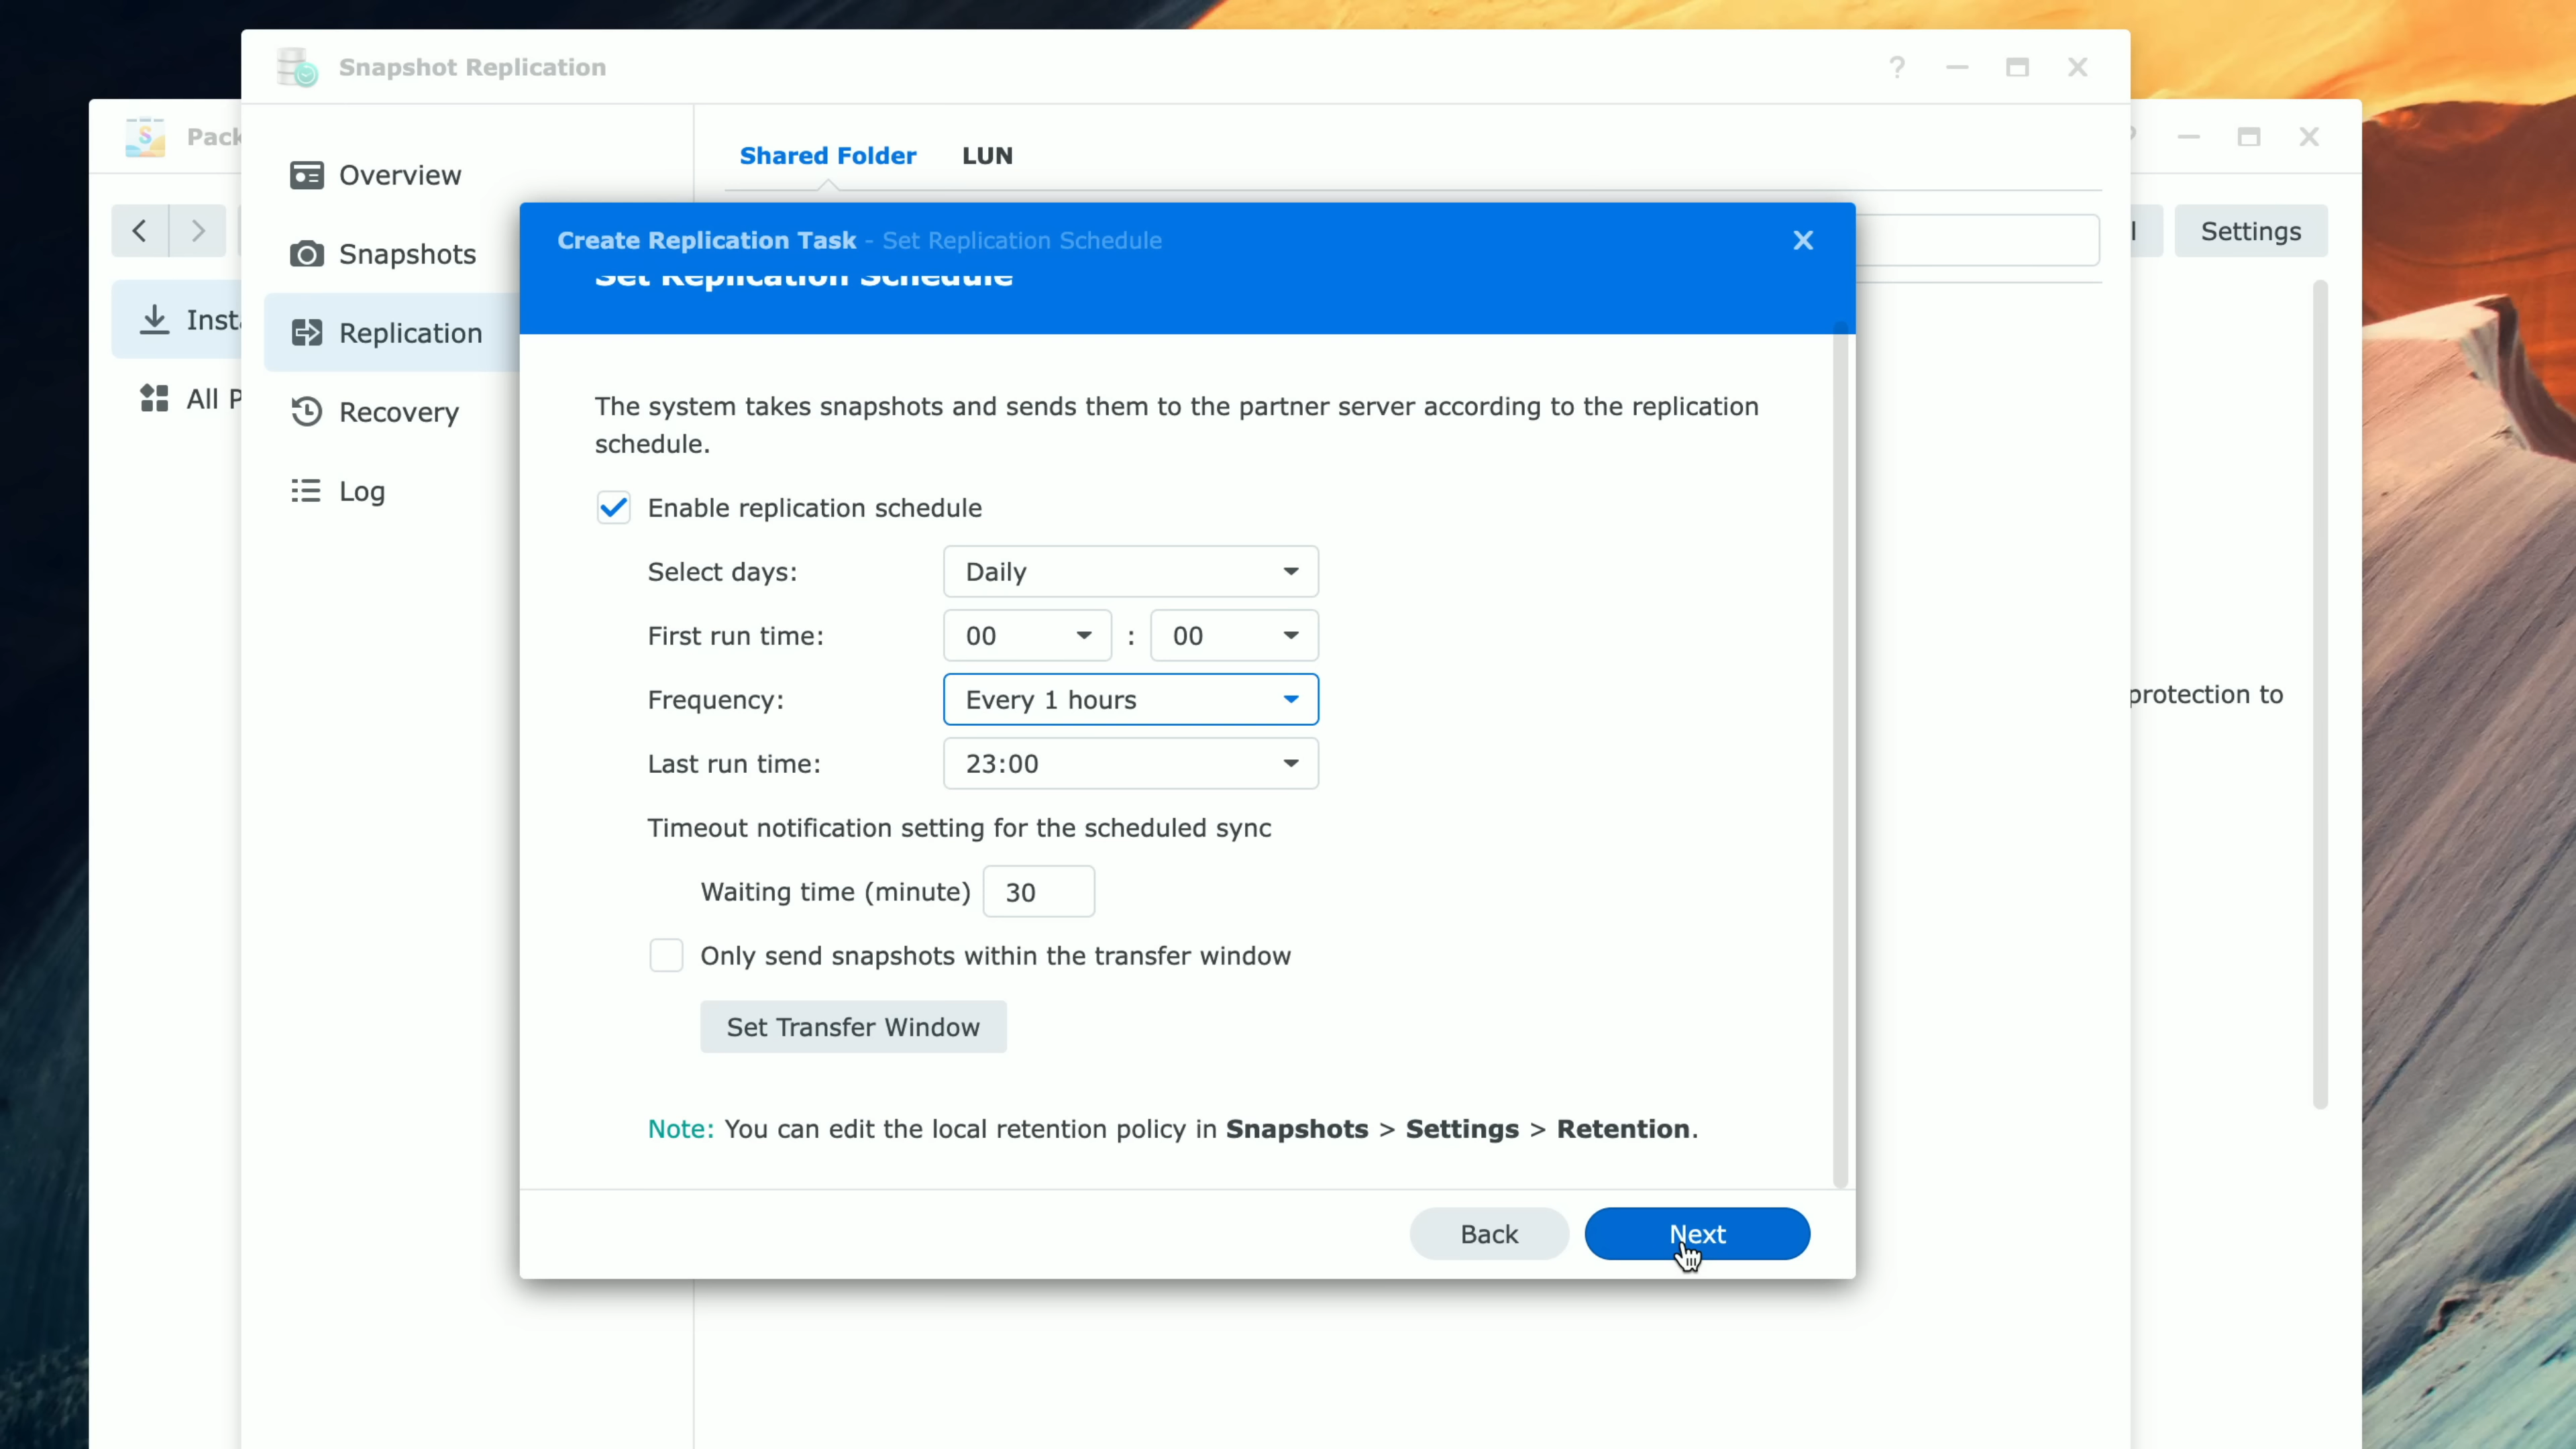 Snapshot Replication
?
Pack
Overview
Snapshots
Replication
Recovery
Log
Inst
All P
Shared Folder
LUN
Settings
protection to
Create Replication Task - Set Replication Schedule
Set Replication Schedule
The system takes snapshots and sends them to the partner server according to the replication
schedule.
Enable replication schedule
Select days: Daily
First run time: 00 : 00
Frequency: Every 1 hours
Last run time: 23:00
Timeout notification setting for the scheduled sync
Waiting time (minute) 30
Only send snapshots within the transfer window
Set Transfer Window
Note: You can edit the local retention policy in Snapshots > Settings > Retention.
Back
Next